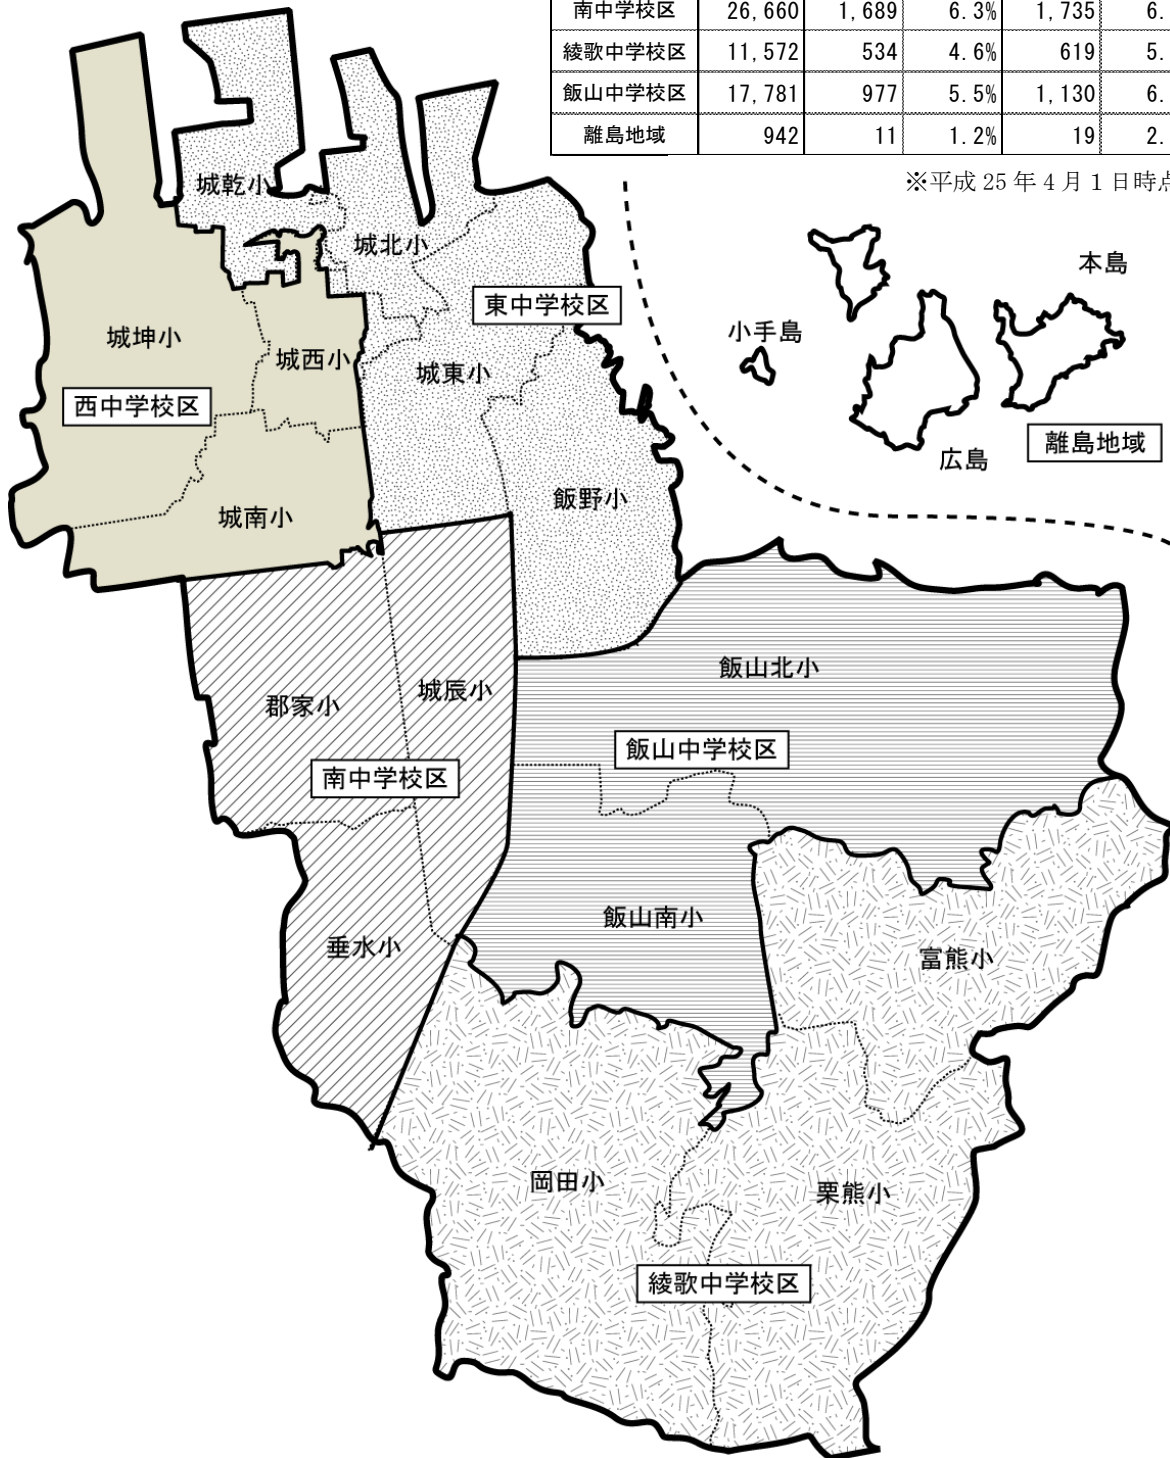 南中学校区 26,660 1,689 6.3% 1,735 6.
綾歌中学校区 11,572 534 4.6% 619 5.
飯山中学校区 17,781 977 5.5% 1,130 6.
離島地域 942 11 1.2% 19 2.
※平成 25 年 4 月 1 日時点
城乾小
城北小
本島
東中学校区
小手島
城坤小
城西小
城東小
西中学校区
離島地域
広島
飯野小
城南小
飯山北小
城辰小
郡家小
飯山中学校区
南中学校区
飯山南小
垂水小
富熊小
岡田小
栗熊小
綾歌中学校区